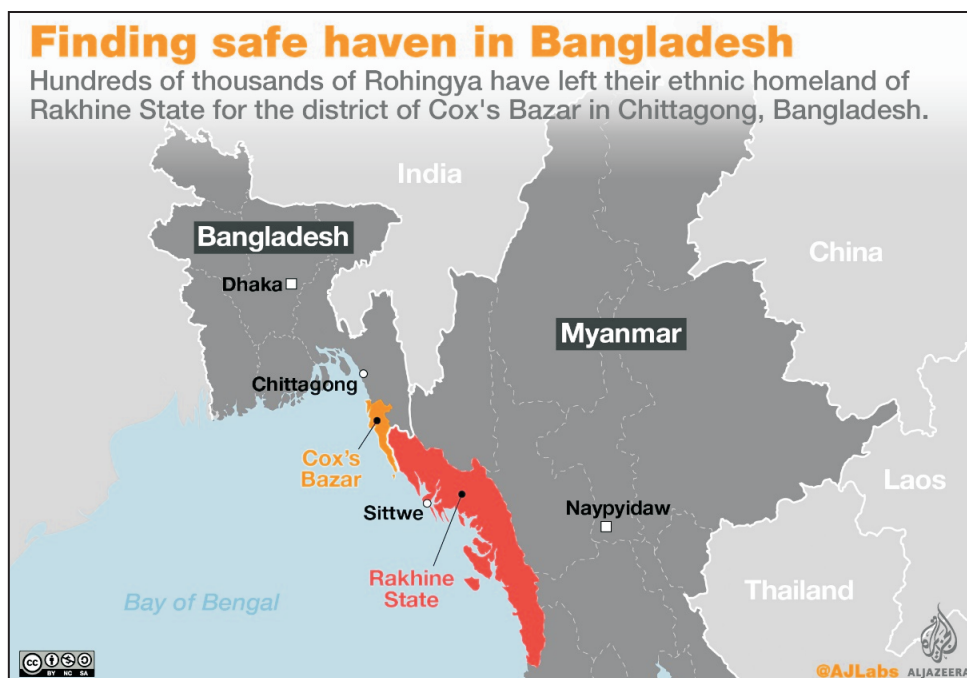 Finding safe haven in Bangladesh
Hundreds of thousands of Rohingya have left their ethnic homeland of
Rakhine State for the district of Cox's Bazar in Chittagong, Bangladesh.
India
Bangladesh
China
Dhaka
Myanmar
Chittagong
Cox's
Bazar
Laos
Sittwe
Naypyidaw
Rakhine
State
Thailand
Bay of Bengal
cc
BY NC SA
@AJLabs ALJAZEERA